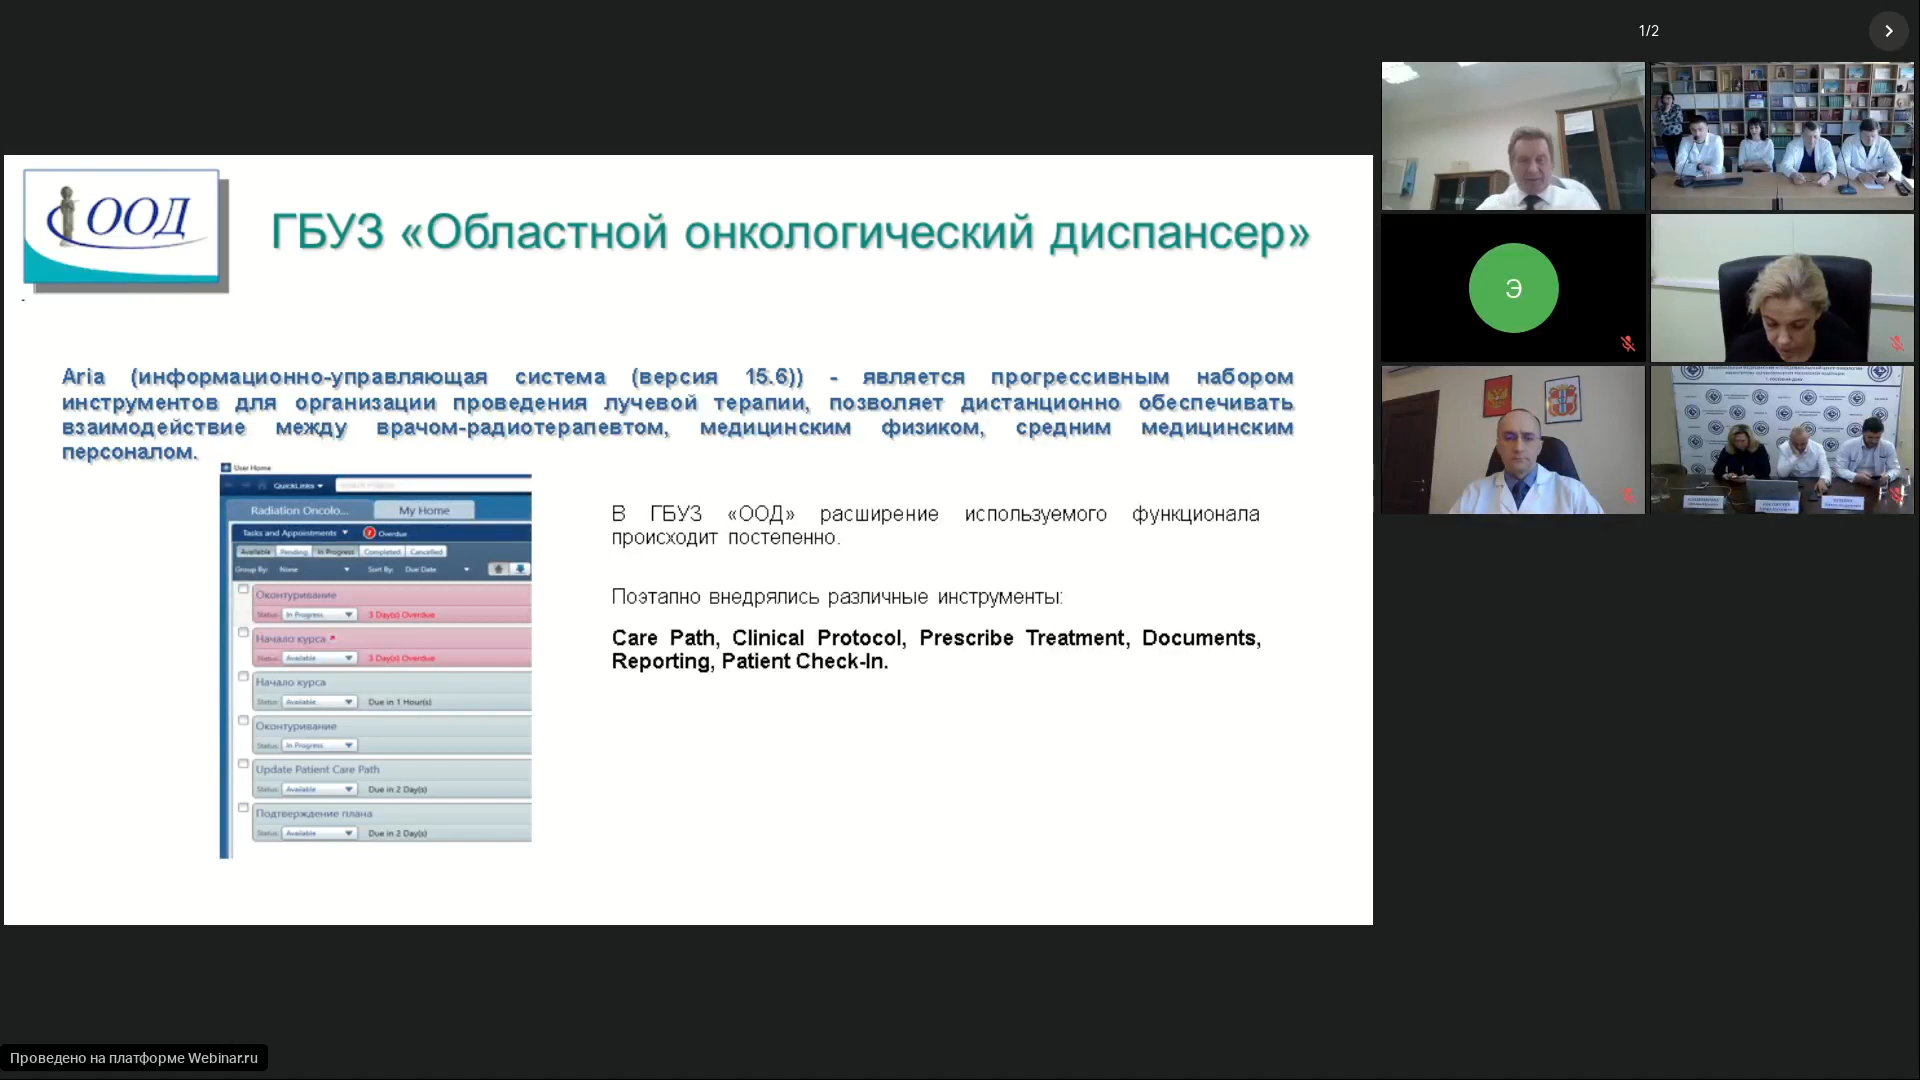 1/2
ООД
ГБУЗ «Областной онкологический диспансер»
Aria (информационно-управляющая система (версия 15.6)) - является прогрессивным набором
инструментов для организации проведения лучевой терапии, позволяет дистанционно обеспечивать
взаимодействие между врачом-радиотерапевтом, медицинским физиком, средним медицинским
персоналом.
User Home
QuickLinks
Radiation Oncolo... My Home
Tasks and Appointments Overdue
Available Pending In Progress Completed Cancelled
Group By: None Sort By: Due Date
Оконтуривание
Status: In Progress 3 Day(s) Overdue
Начало курса *
Status: Available 3 Day(s) Overdue
Начало курса
Status: Available Due in 1 Hour(s)
Оконтуривание
Status: In Progress
Update Patient Care Path
Status: Available Due in 2 Day(s)
Подтверждение плана
Status: Available Due in 2 Day(s)
В ГБУЗ «ООД» расширение используемого функционала
происходит постепенно.
Поэтапно внедрялись различные инструменты:
Care Path, Clinical Protocol, Prescribe Treatment, Documents,
Reporting, Patient Check-In.
Э
Проведено на платформе Webinar.ru